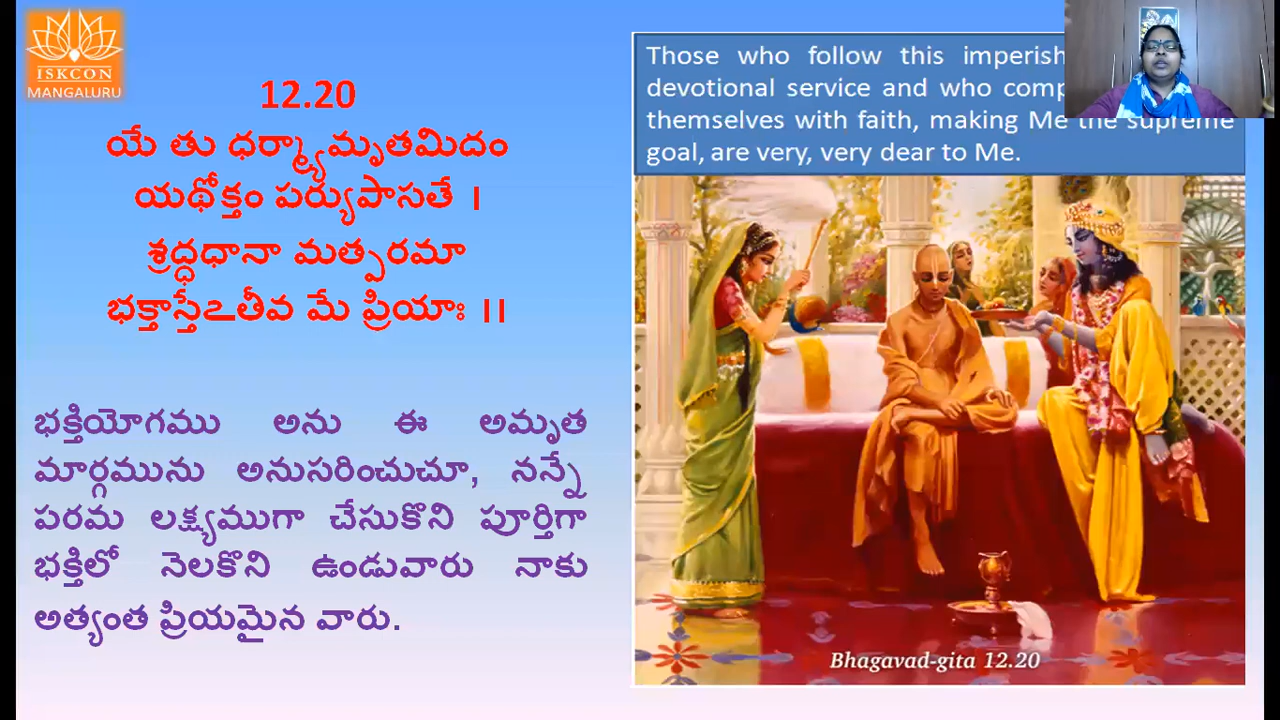 ISKCON
MANGALURU
12.20
యే తు ధర్మ్యామృతమిదం
యథోక్తం పర్యుపాసతే ।
శ్రద్ధధానా మత్పరమా
భక్తాస్తేఽతీవ మే ప్రియాః ।।
భక్తియోగము అను ఈ అమృత
మార్గమును అనుసరించుచూ, నన్నే
పరమ లక్ష్యముగా చేసుకొని పూర్తిగా
భక్తిలో నెలకొని ఉండువారు నాకు
అత్యంత ప్రియమైన వారు.
Those who follow this
devotional service and who
themselves with faith, making Me the supreme
goal, are very, very dear to Me.
Bhagavad-gita 12.20